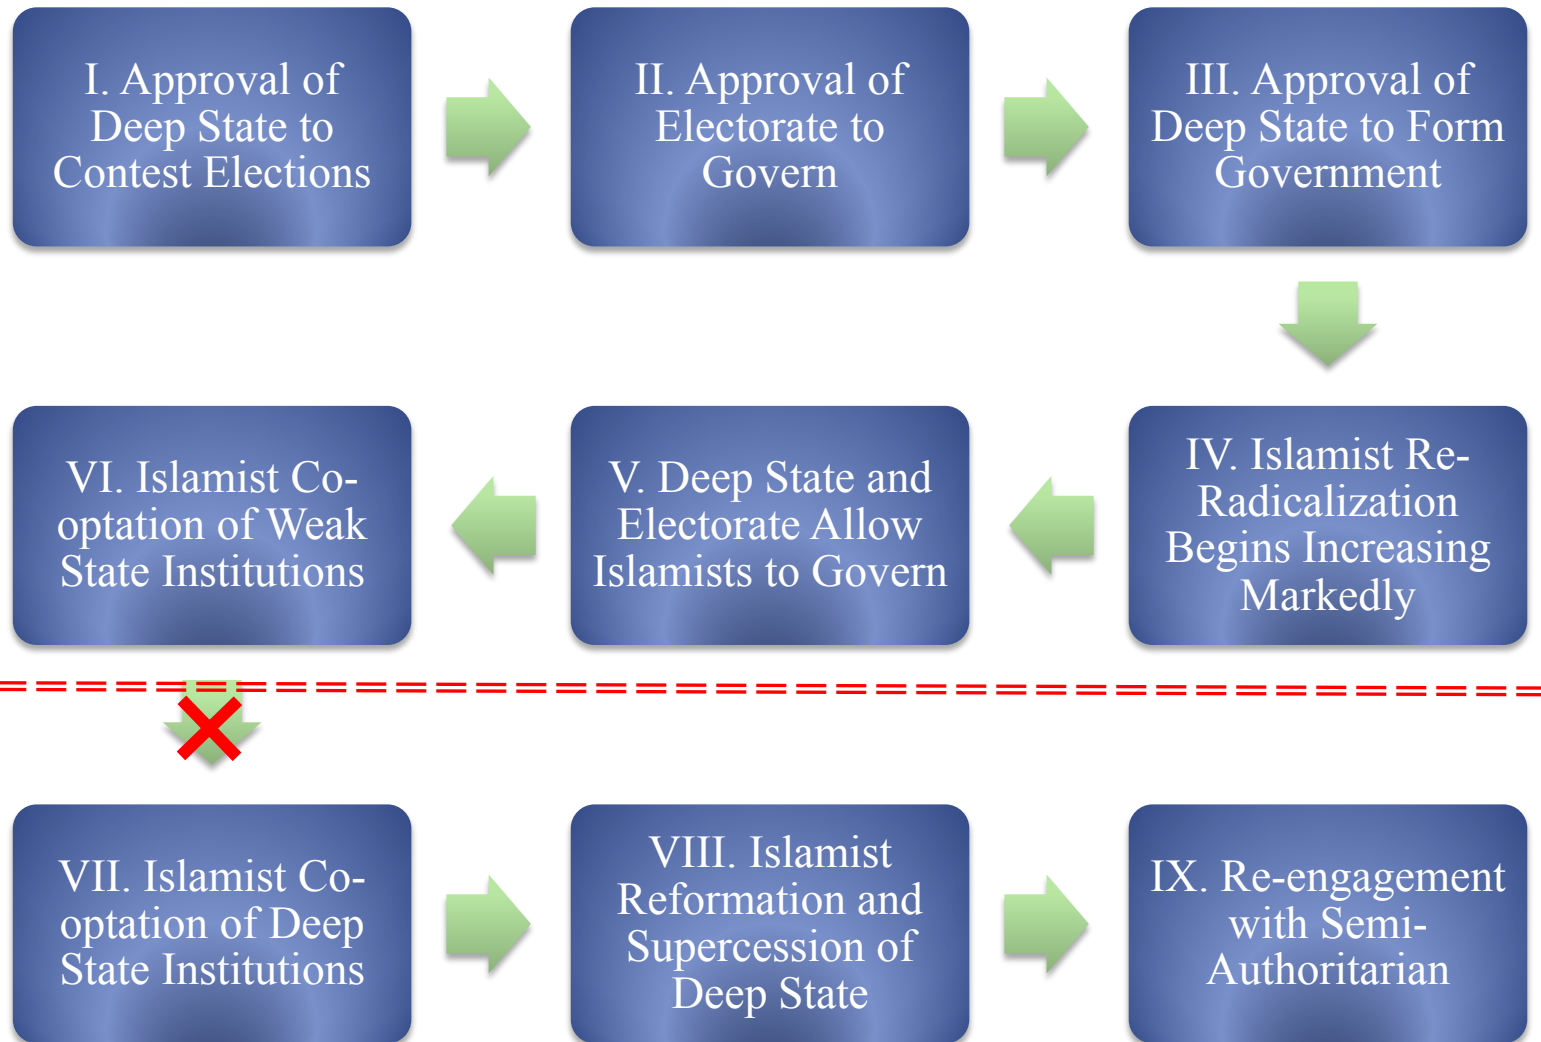 I. Approval of
Deep State to
Contest Elections
II. Approval of
Electorate to
Govern
III. Approval of
Deep State to Form
Government
VI. Islamist Co-
optation of Weak
State Institutions
V. Deep State and
Electorate Allow
Islamists to Govern
IV. Islamist Re-
Radicalization
Begins Increasing
Markedly
VII. Islamist Co-
optation of Deep
State Institutions
VIII. Islamist
Reformation and
Supercession of
Deep State
IX. Re-engagement
with Semi-
Authoritarian